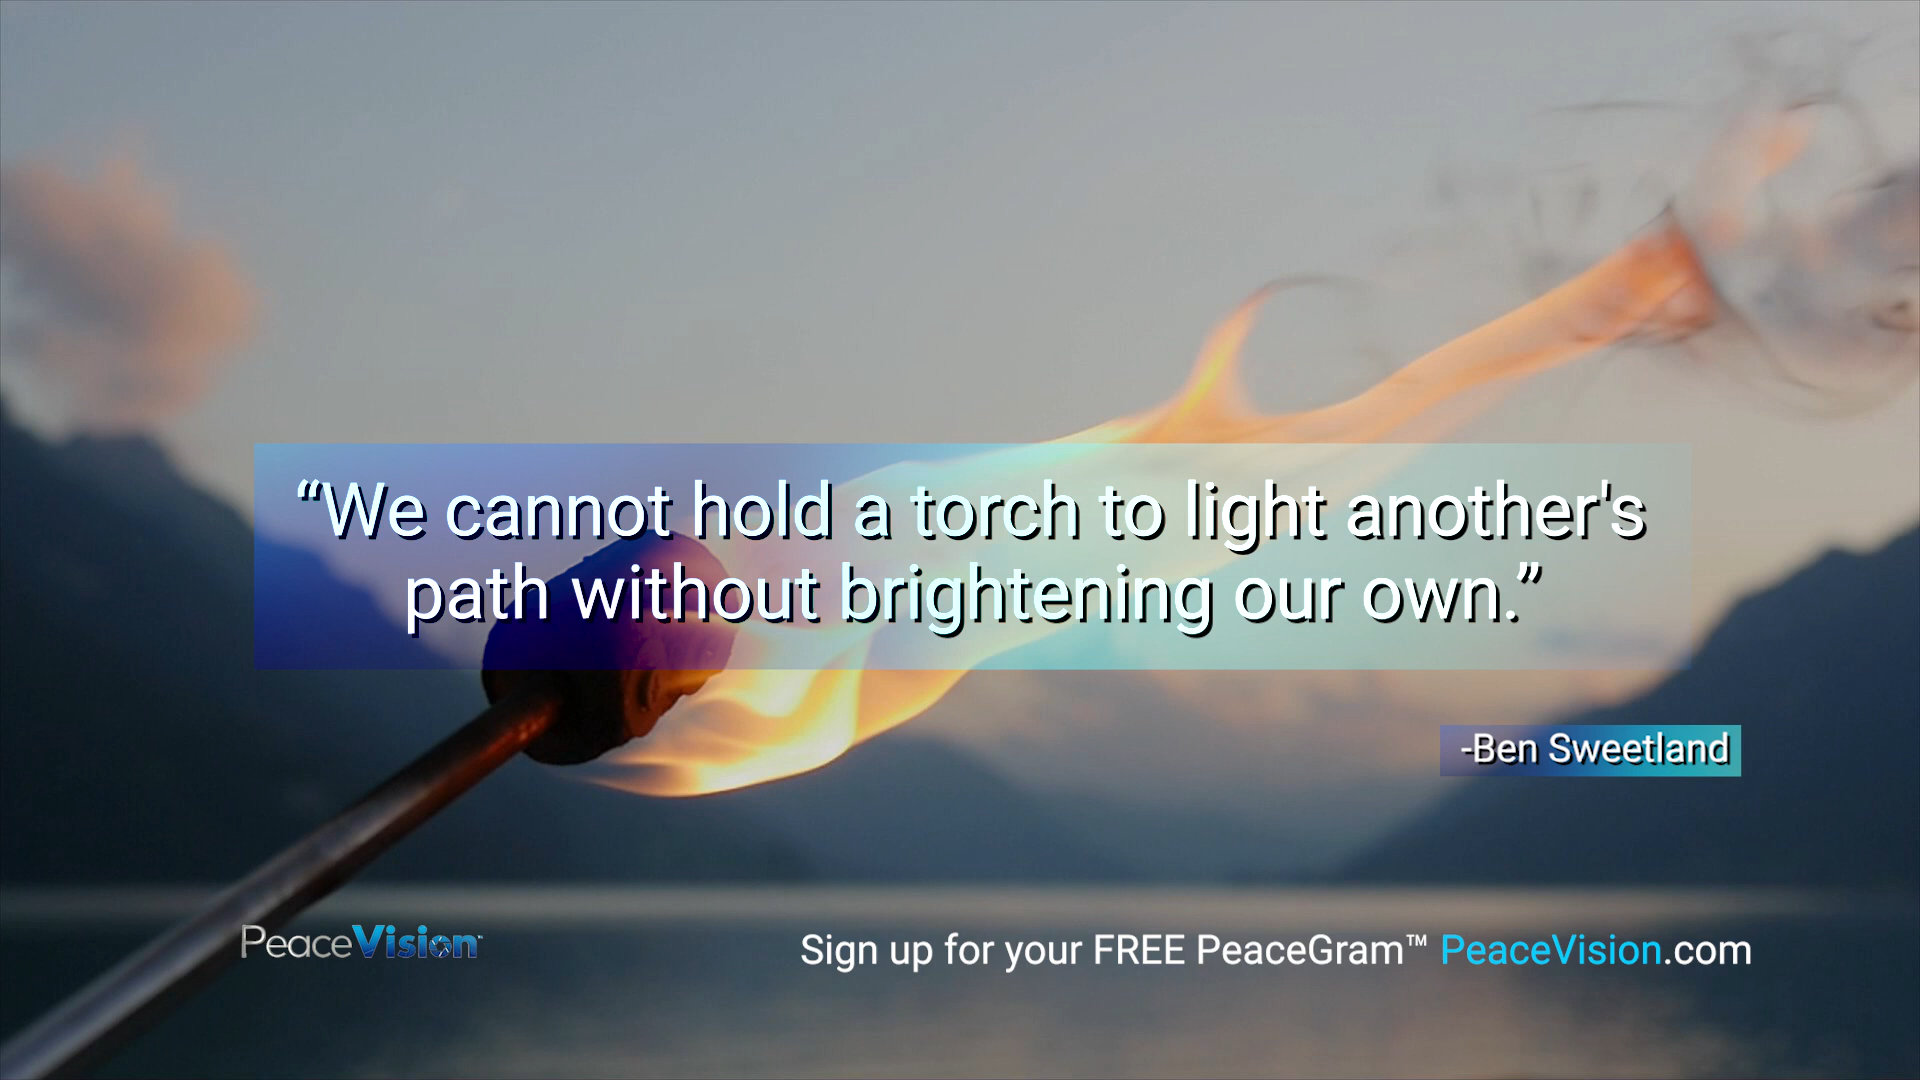 “We cannot hold a torch to light another's
path without brightening our own.”
-Ben Sweetland
PeaceVision™
Sign up for your FREE PeaceGram™ PeaceVision.com